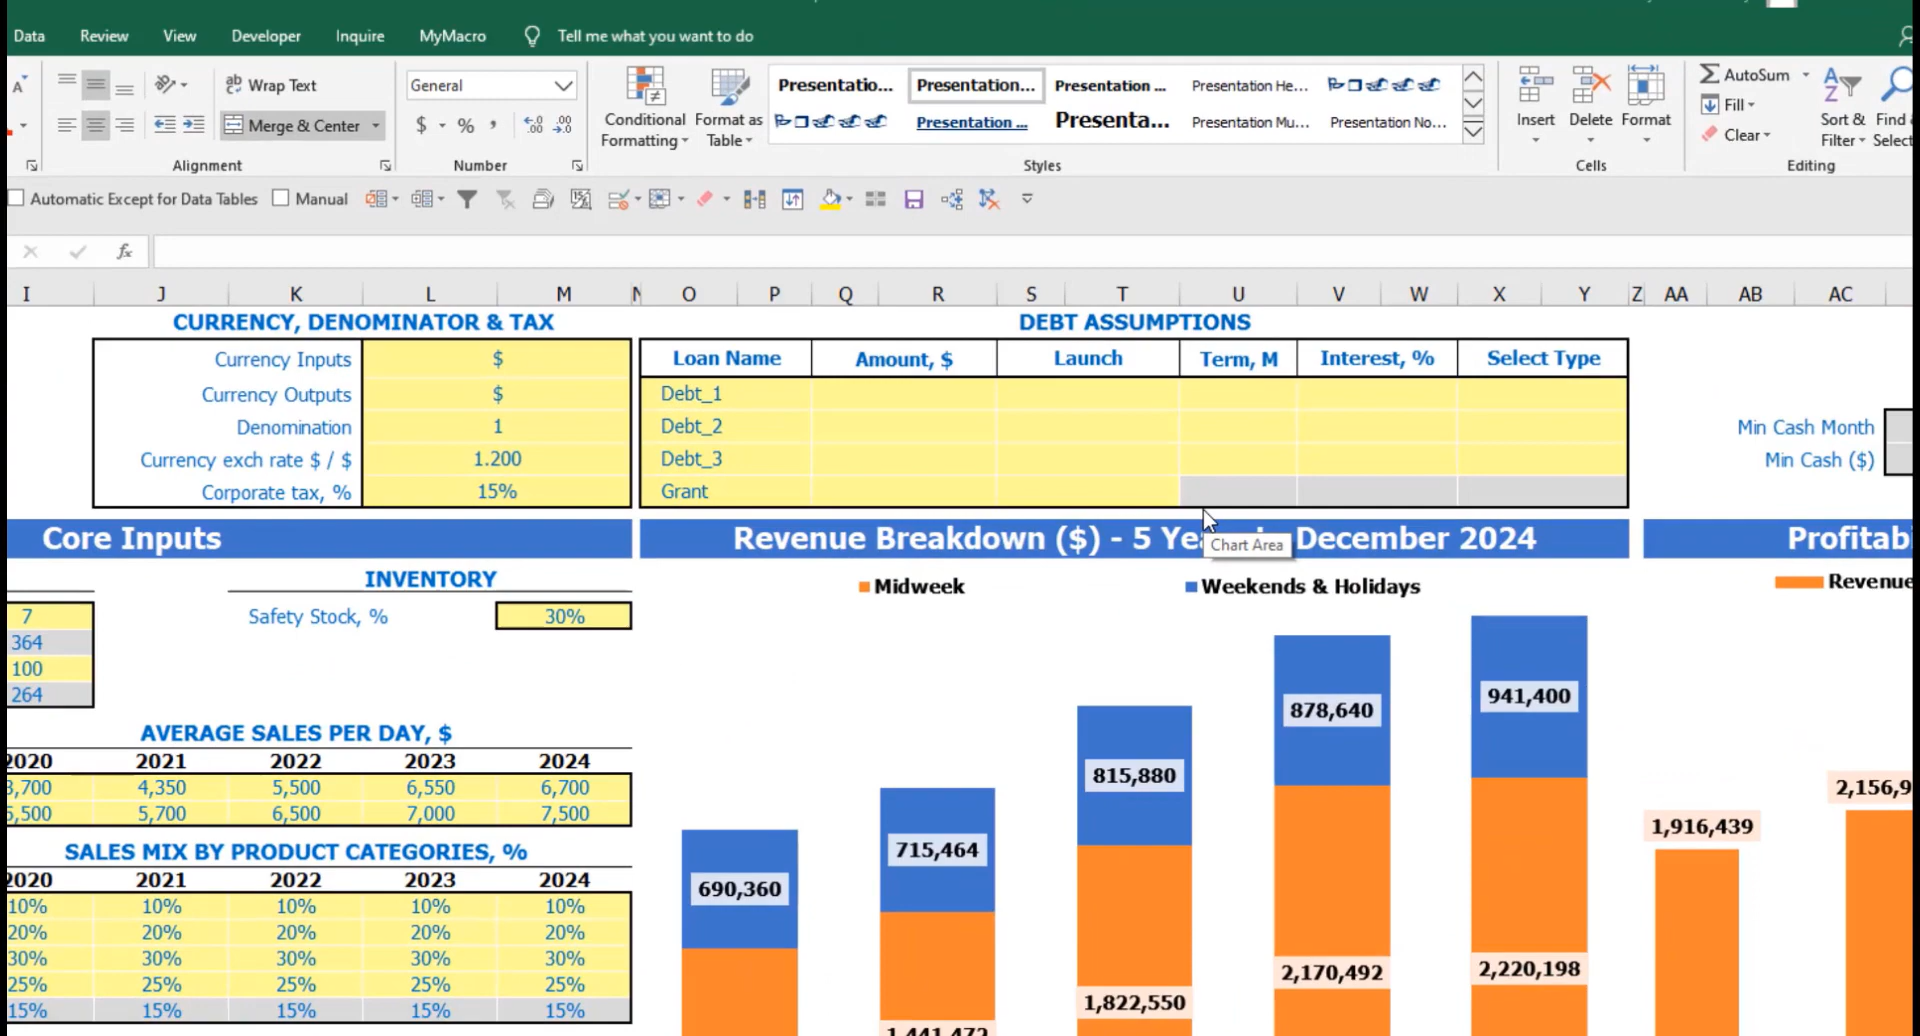 Data Review View Developer Inquire MyMacro Tell me what you want to do
Wrap Text General Presentatio... Presentation... Presentation ... Presentation He... AutoSum
Merge & Center $ % Conditional Formatting Format as Table Presentation ... Presenta... Presentation Mu... Presentation No... Insert Delete Format Fill Sort & Filter Find Select
Clear
Alignment Number Styles Cells Editing
Automatic Except for Data Tables Manual
fx
I J K L M N O P Q R S T U V W X Y Z AA AB AC
CURRENCY, DENOMINATOR & TAX
Currency Inputs $
Currency Outputs $
Denomination 1
Currency exch rate $ / $ 1.200
Corporate tax, % 15%
DEBT ASSUMPTIONS
Loan Name Amount, $ Launch Term, M Interest, % Select Type
Debt_1
Debt_2
Debt_3
Grant
Min Cash Month
Min Cash ($)
Core Inputs
INVENTORY
Safety Stock, % 30%
7
364
100
264
AVERAGE SALES PER DAY, $
2020 2021 2022 2023 2024
3,700 4,350 5,500 6,550 6,700
5,500 5,700 6,500 7,000 7,500
SALES MIX BY PRODUCT CATEGORIES, %
2020 2021 2022 2023 2024
10% 10% 10% 10% 10%
20% 20% 20% 20% 20%
30% 30% 30% 30% 30%
25% 25% 25% 25% 25%
15% 15% 15% 15% 15%
Revenue Breakdown ($) - 5 Yea December 2024
Chart Area
Midweek Weekends & Holidays
690,360
715,464
815,880
878,640
941,400
1,441,472
1,822,550
2,170,492
2,220,198
Profitab
Revenue
1,916,439
2,156,9